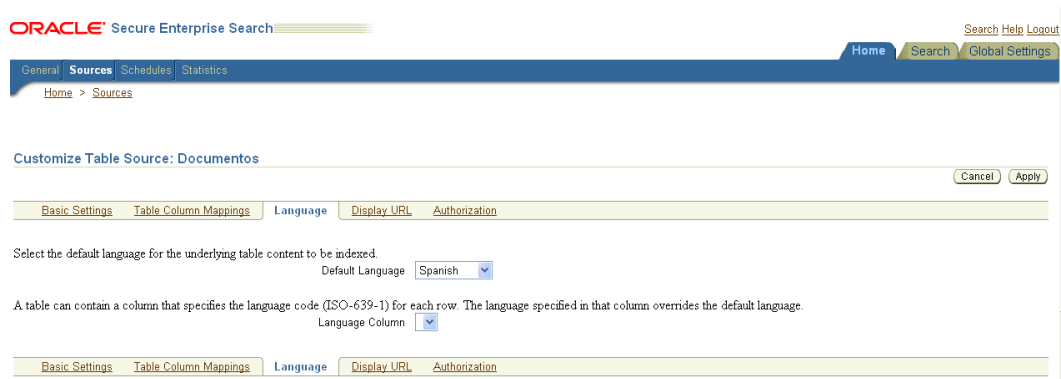 ORACLE Secure Enterprise Search
Search Help Logout
Home Search Global Settings
General Sources Schedules Statistics
Home > Sources
Customize Table Source: Documentos
Cancel Apply
Basic Settings Table Column Mappings Language Display URL Authorization
Select the default language for the underlying table content to be indexed.
Default Language Spanish
A table can contain a column that specifies the language code (ISO-639-1) for each row. The language specified in that column overrides the default language.
Language Column
Basic Settings Table Column Mappings Language Display URL Authorization